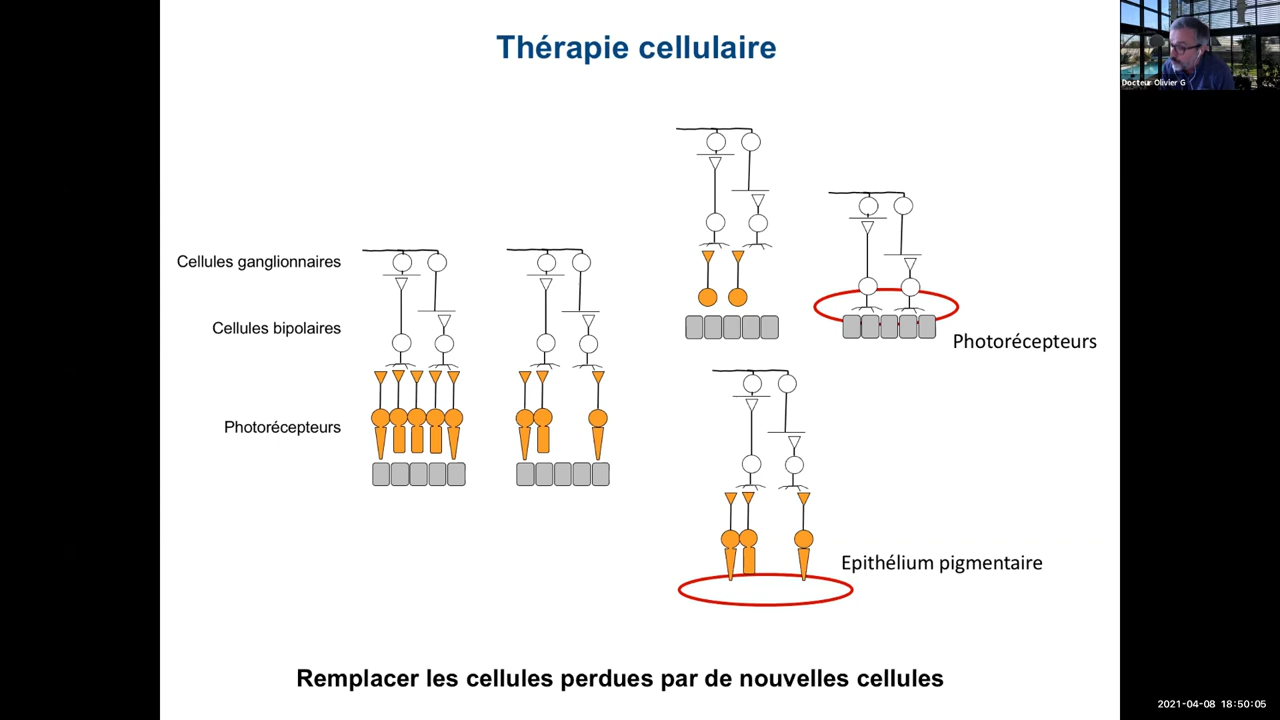 Thérapie cellulaire
Docteur Olivier G
Cellules ganglionnaires
Cellules bipolaires
Photorécepteurs
Photorécepteurs
Epithélium pigmentaire
Remplacer les cellules perdues par de nouvelles cellules
2021-04-08 18:50:05